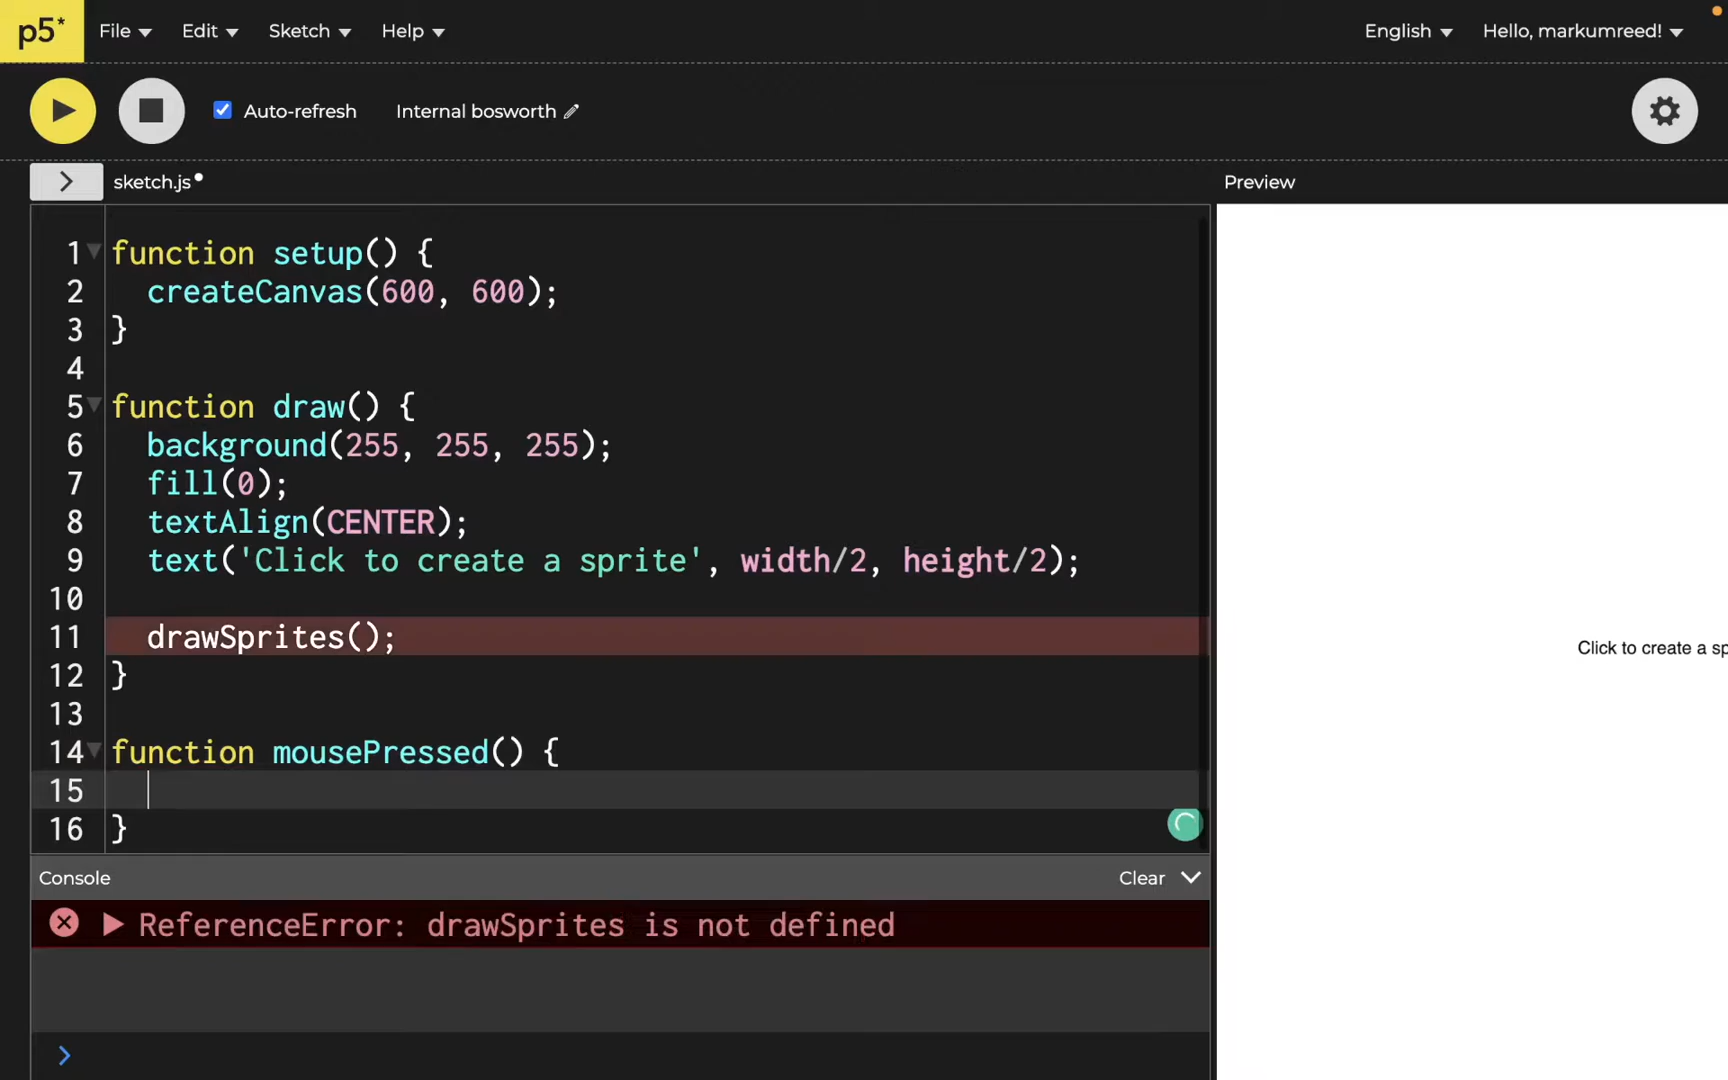 p5* File Edit Sketch Help English Hello, markumreed!
Auto-refresh Internal bosworth
sketch.js Preview
1 function setup() {
2 createCanvas(600, 600);
3 }
4
5 function draw() {
6 background(255, 255, 255);
7 fill(0);
8 textAlign(CENTER);
9 text('Click to create a sprite', width/2, height/2);
10
11 drawSprites();
12 }
13
14 function mousePressed() {
15
16 }
Click to create a sp
Console Clear
ReferenceError: drawSprites is not defined